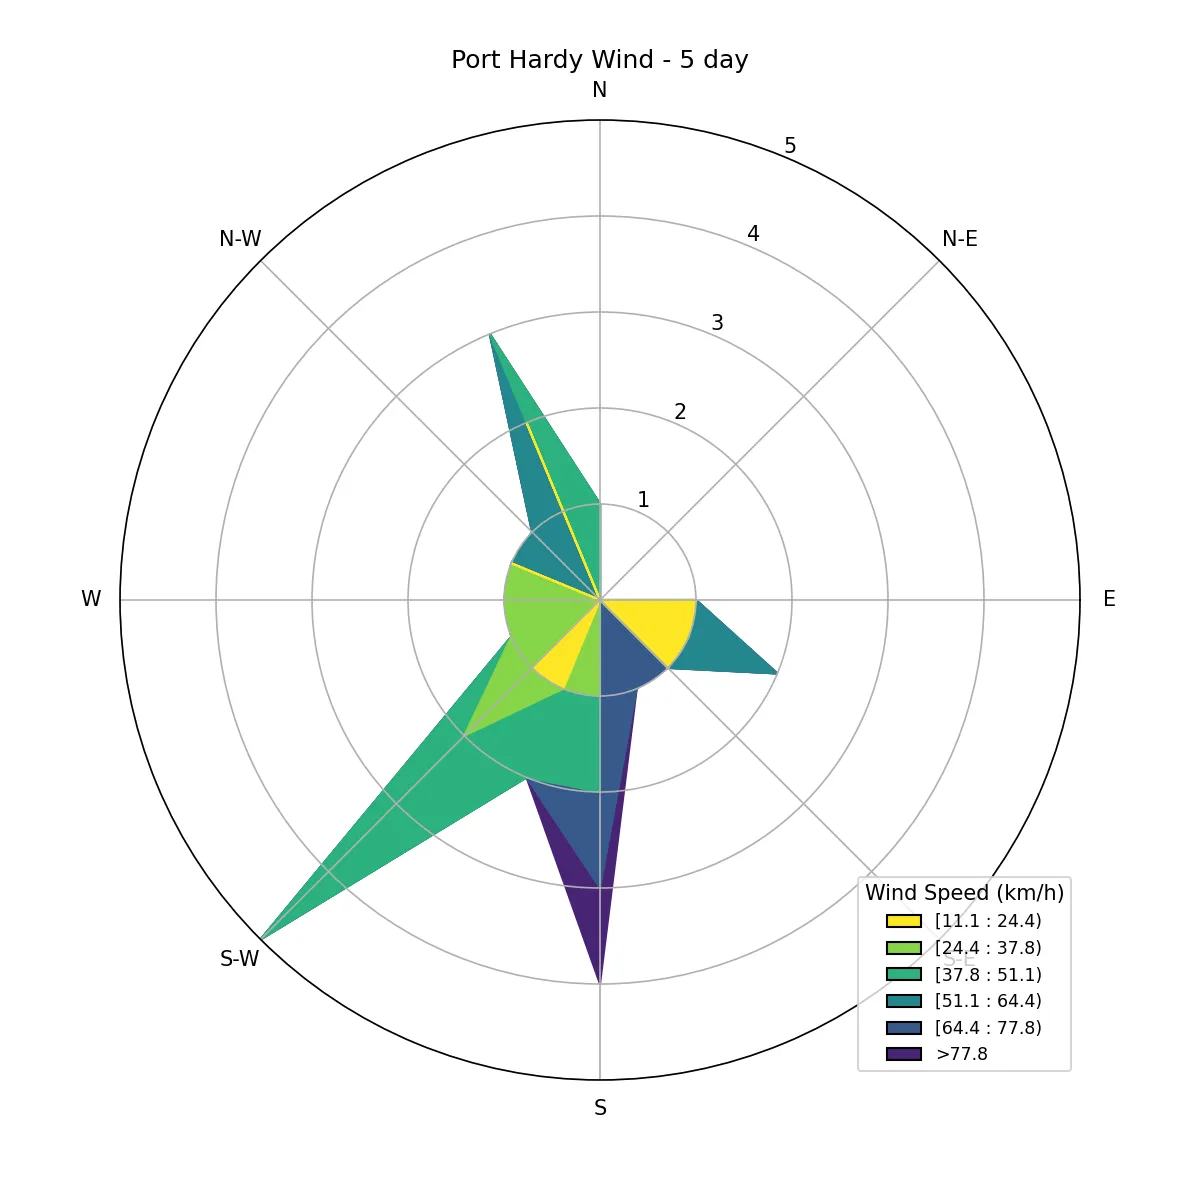 Port Hardy Wind - 5 day
N
5
N-W
N-E
4
3
2
1
W
E
S-W
S-E
S
Wind Speed (km/h)
[11.1 : 24.4)
[24.4 : 37.8)
[37.8 : 51.1)
[51.1 : 64.4)
[64.4 : 77.8)
>77.8